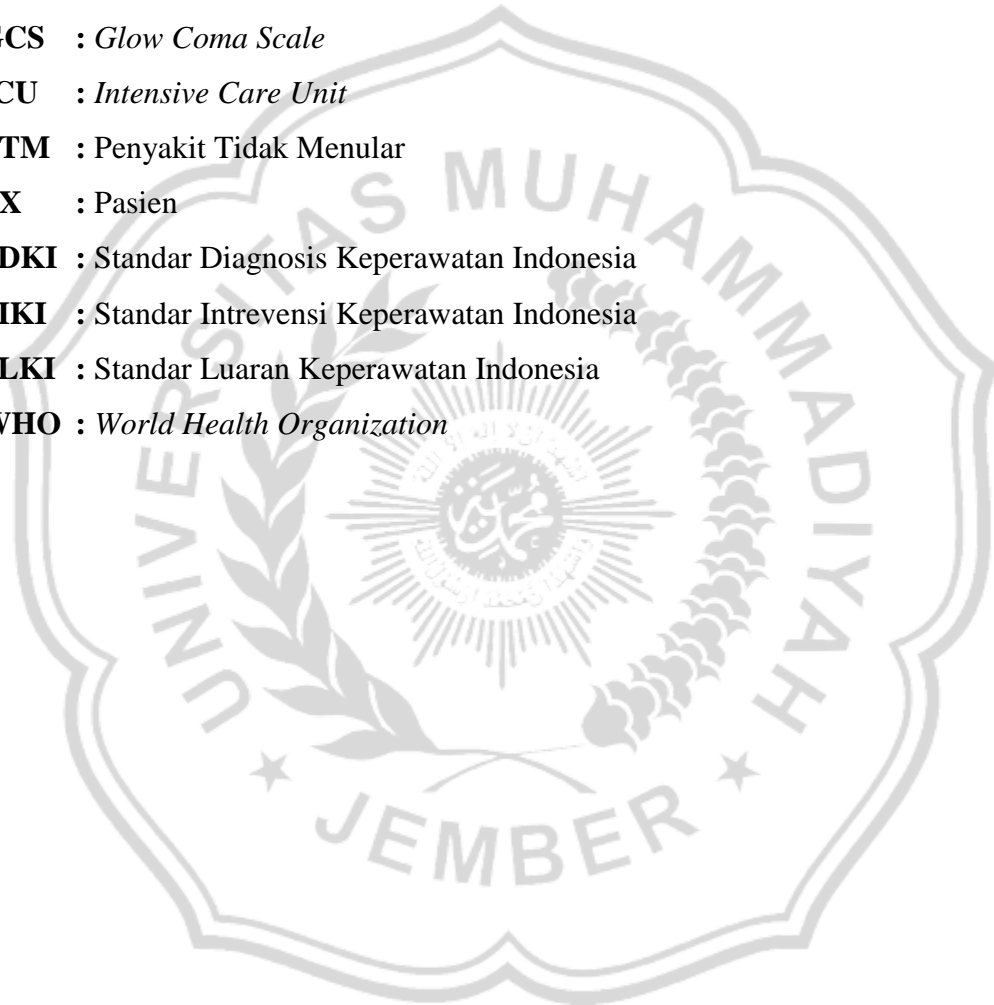 GCS : Glow Coma Scale
CU : Intensive Care Unit
TM : Penyakit Tidak Menular
X : Pasien
DKI : Standar Diagnosis Keperawatan Indonesia
IKI : Standar Intrevensi Keperawatan Indonesia
LKI : Standar Luaran Keperawatan Indonesia
WHO : World Health Organization
UNIVERSITAS MUHAMMADIYAH
JEMBER